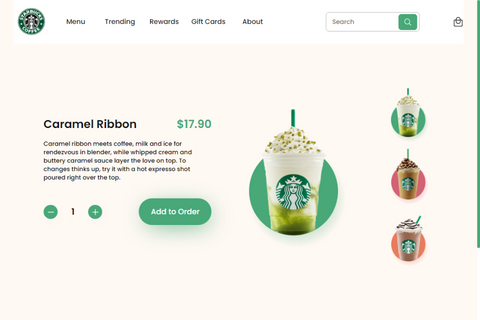 STARBUCKS COFFEE
Menu Trending Rewards Gift Cards About Search
Caramel Ribbon $17.90
Caramel ribbon meets coffee, milk and ice for
rendezvous in blender, while whipped cream and
buttery caramel sauce layer the love on top. To
changes thinks up, try it with a hot expresso shot
poured right over the top.
1 Add to Order